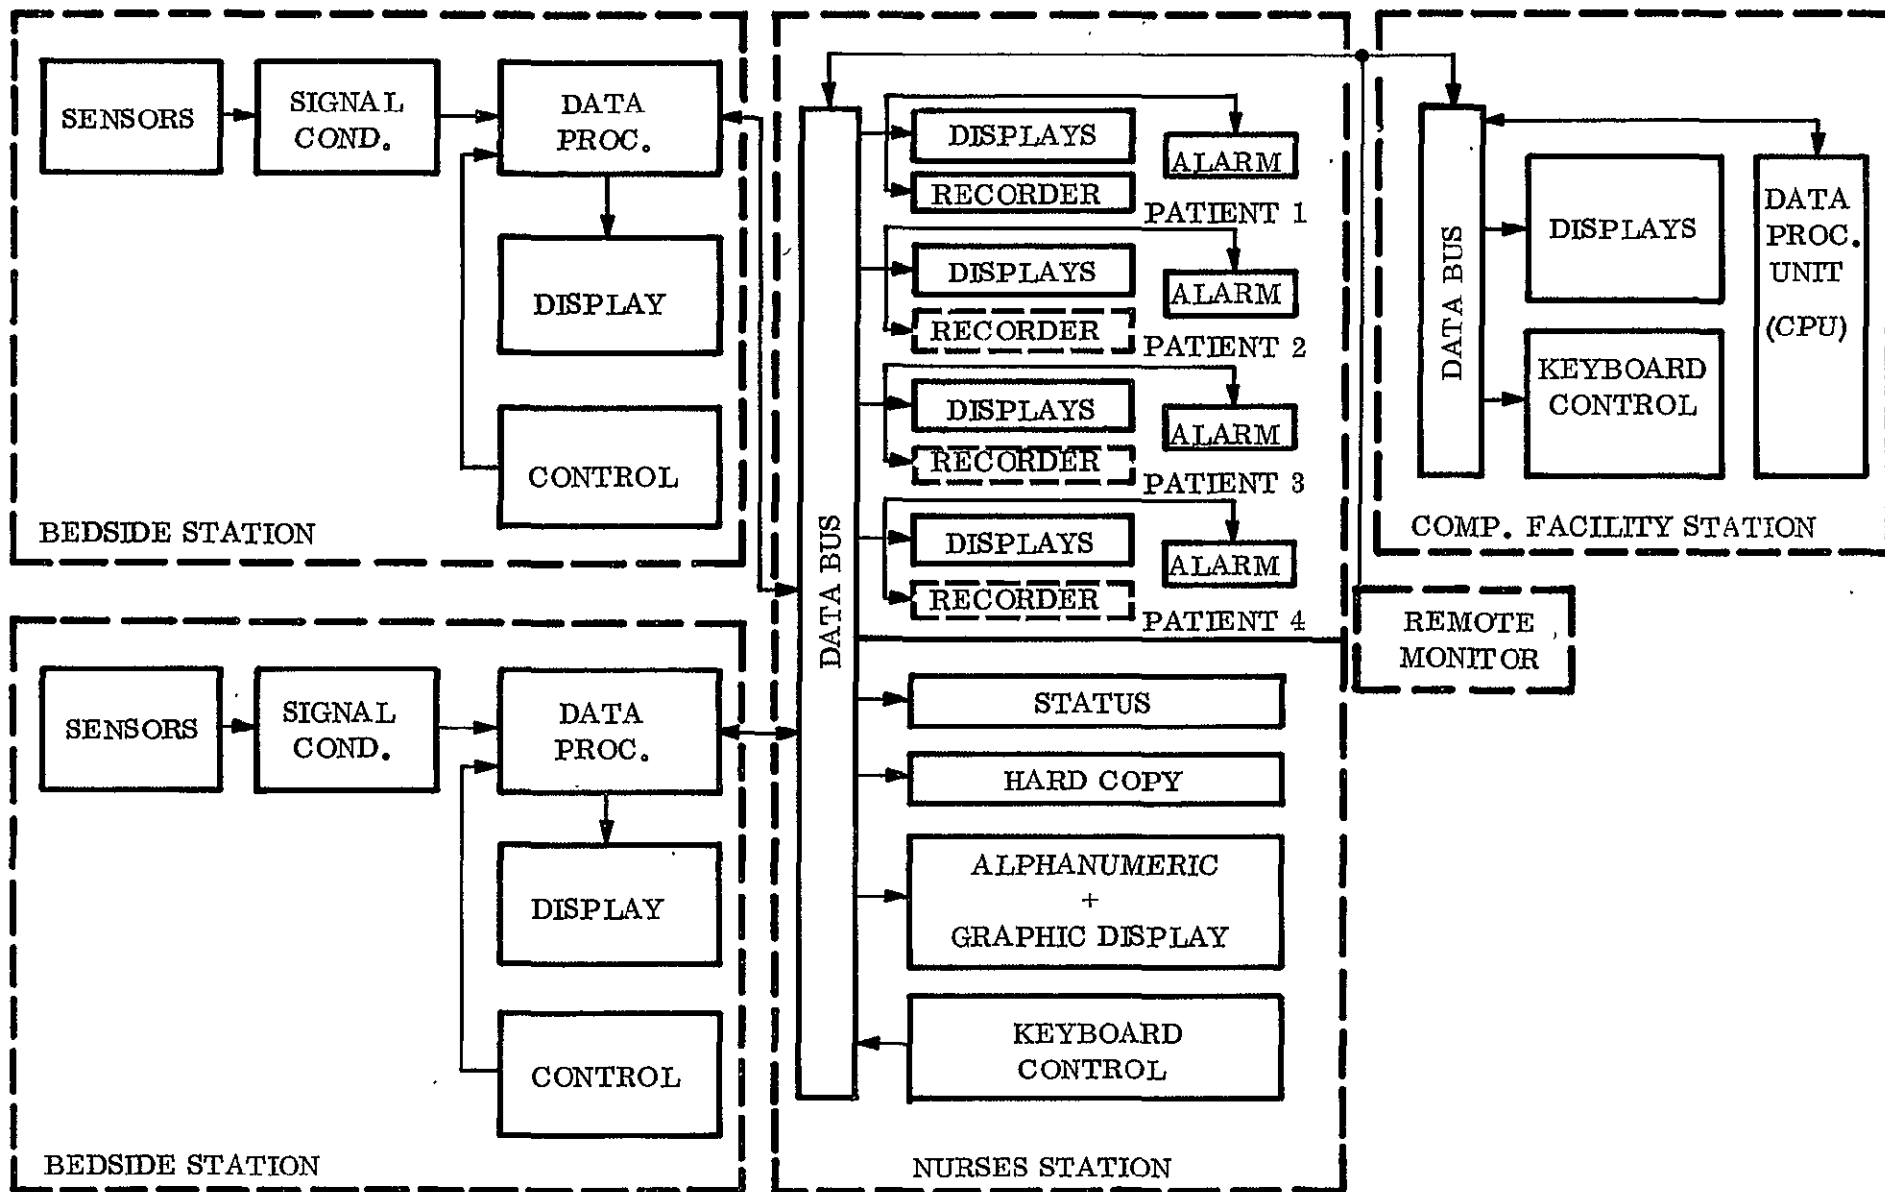 SENSORS
SIGNAL
COND.
DATA
PROC.
DISPLAY
CONTROL
BEDSIDE STATION
SENSORS
SIGNAL
COND.
DATA
PROC.
DISPLAY
CONTROL
BEDSIDE STATION
DATA BUS
DISPLAYS
ALARM
RECORDER
PATIENT 1
DISPLAYS
ALARM
RECORDER
PATIENT 2
DISPLAYS
ALARM
RECORDER
PATIENT 3
DISPLAYS
ALARM
RECORDER
PATIENT 4
STATUS
HARD COPY
ALPHANUMERIC
+
GRAPHIC DISPLAY
KEYBOARD
CONTROL
NURSES STATION
DATA BUS
DISPLAYS
KEYBOARD
CONTROL
DATA
PROC.
UNIT
(CPU)
COMP. FACILITY STATION
REMOTE
MONITOR